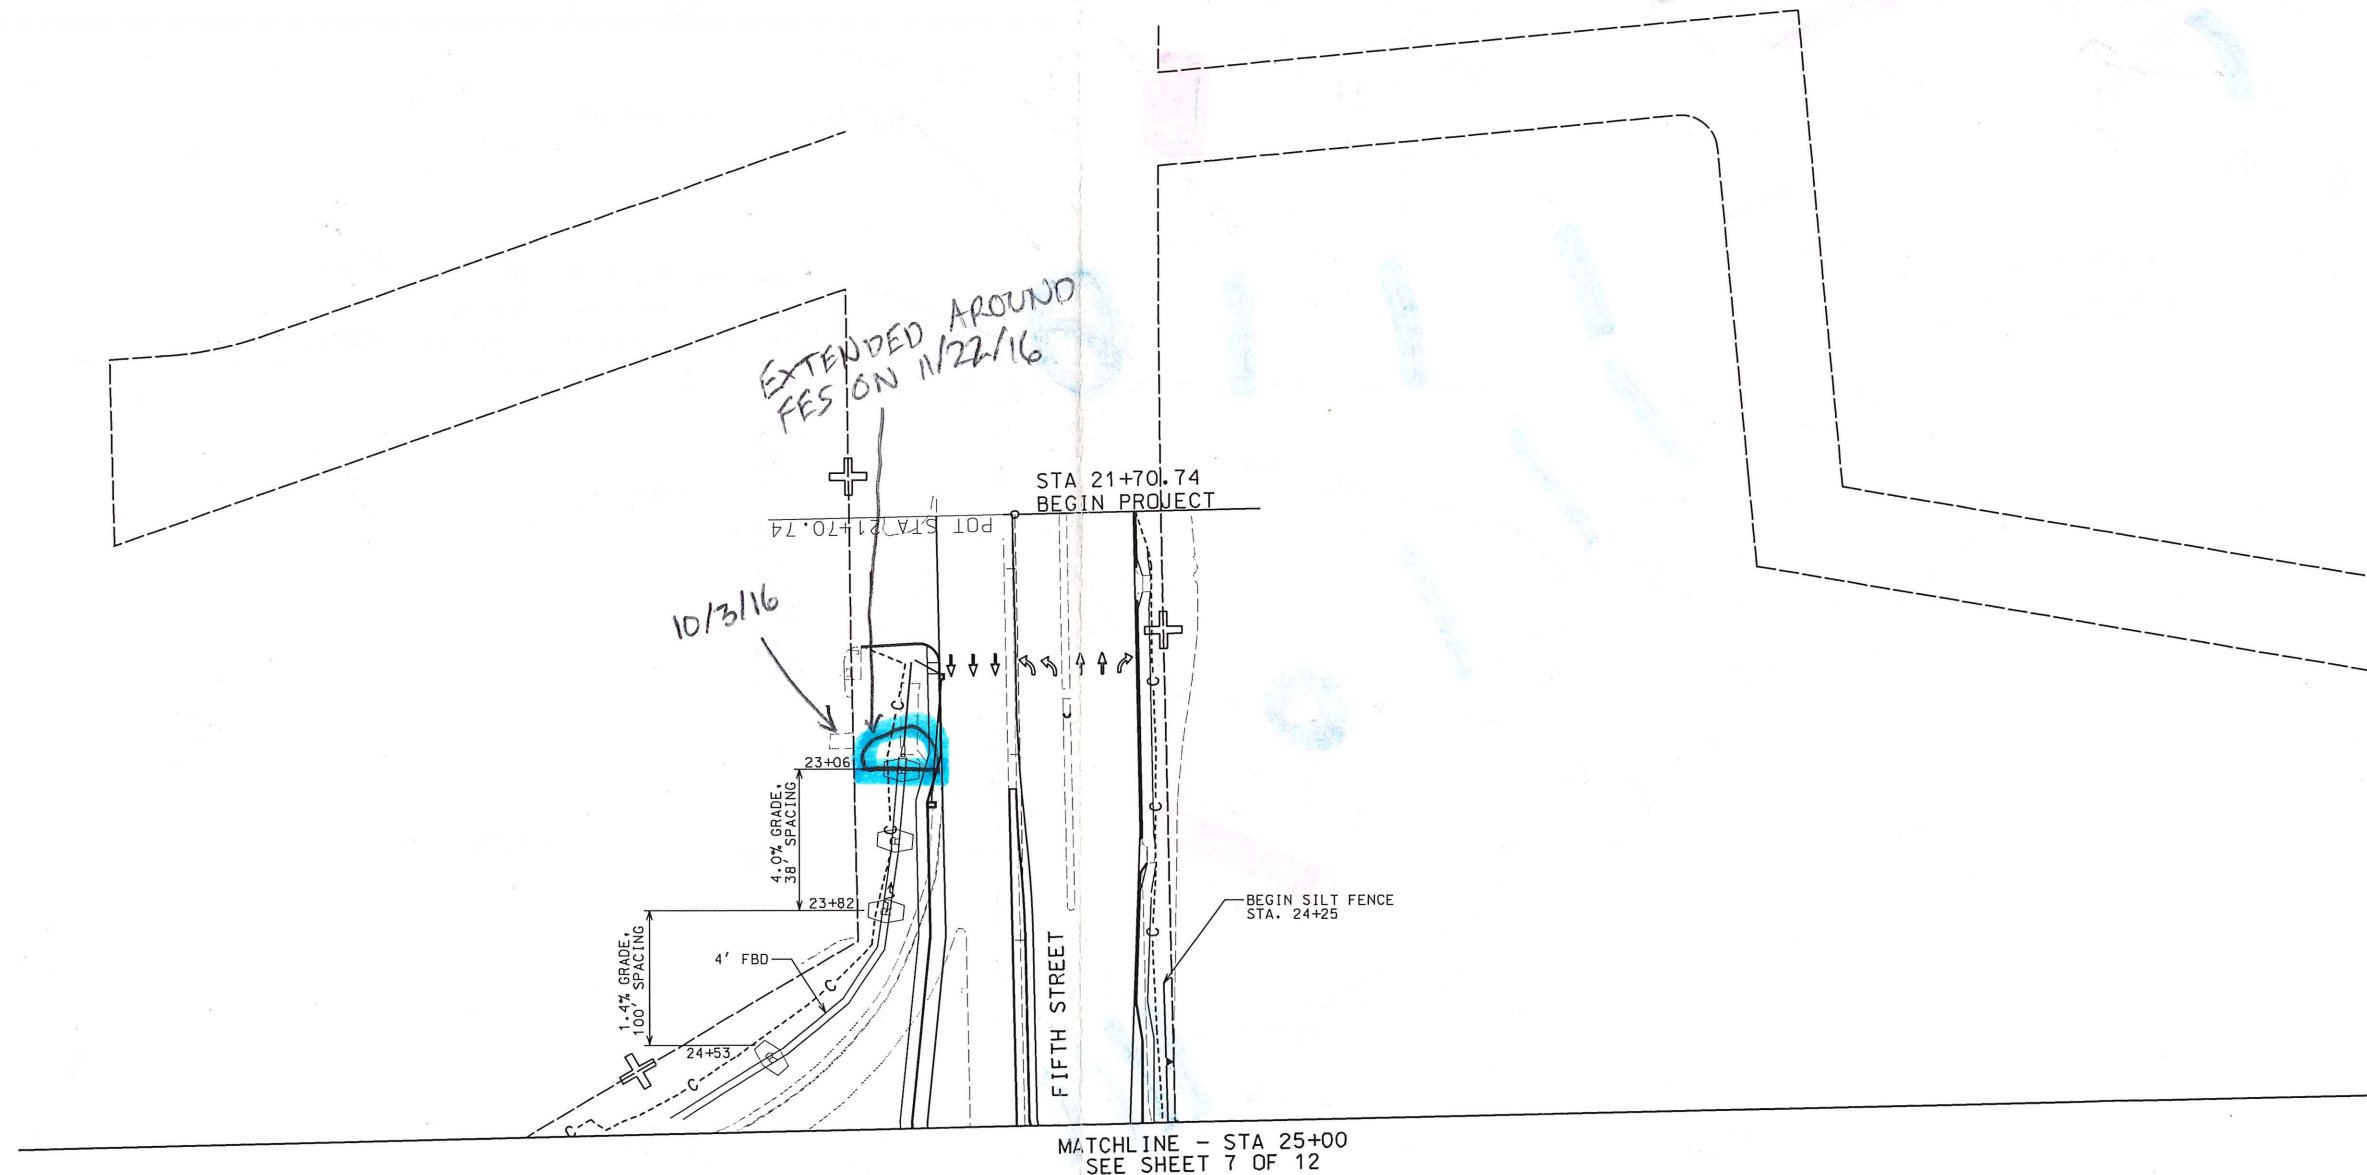 EXTENDED AROUND
FES ON 11/22/16
STA 21+70.74
BEGIN PROJECT
POT STA 21+70.74
10/3/16
C
C
C
23+06
R
4.0% GRADE,
38' SPACING
R
C
C
23+82
R
BEGIN SILT FENCE
STA. 24+25
C
4' FBD
1.4% GRADE,
100' SPACING
C
FIFTH STREET
24+53
R
C
C
MATCHLINE - STA 25+00
SEE SHEET 7 OF 12